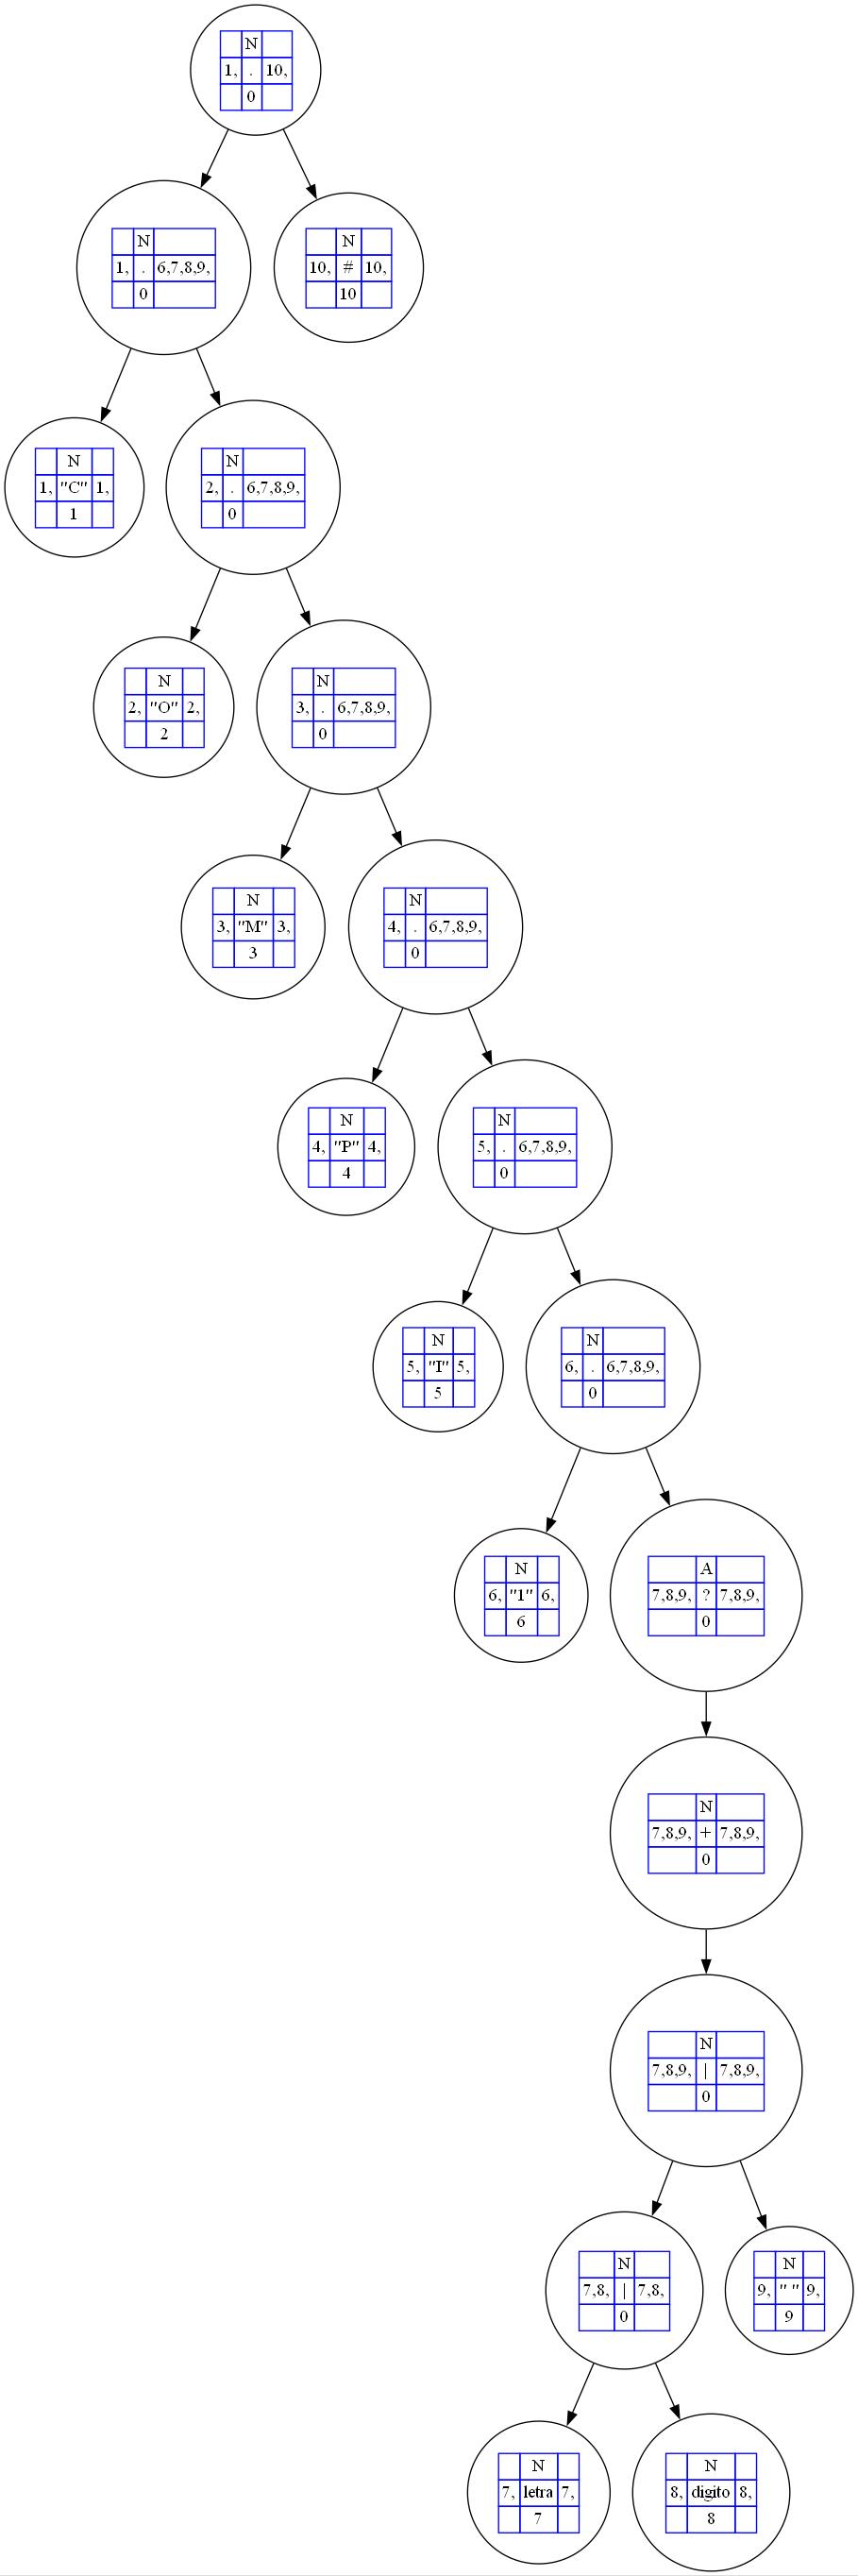 N
1, . 10,
0
N
1, . 6,7,8,9,
0
N
10, # 10,
10
N
1, "C" 1,
1
N
2, . 6,7,8,9,
0
N
2, "O" 2,
2
N
3, . 6,7,8,9,
0
N
3, "M" 3,
3
N
4, . 6,7,8,9,
0
N
4, "P" 4,
4
N
5, . 6,7,8,9,
0
N
5, "I" 5,
5
N
6, . 6,7,8,9,
0
N
6, "1" 6,
6
A
7,8,9, ? 7,8,9,
0
N
7,8,9, + 7,8,9,
0
N
7,8,9, | 7,8,9,
0
N
7,8, | 7,8,
0
N
9, " " 9,
9
N
7, letra 7,
7
N
8, digito 8,
8